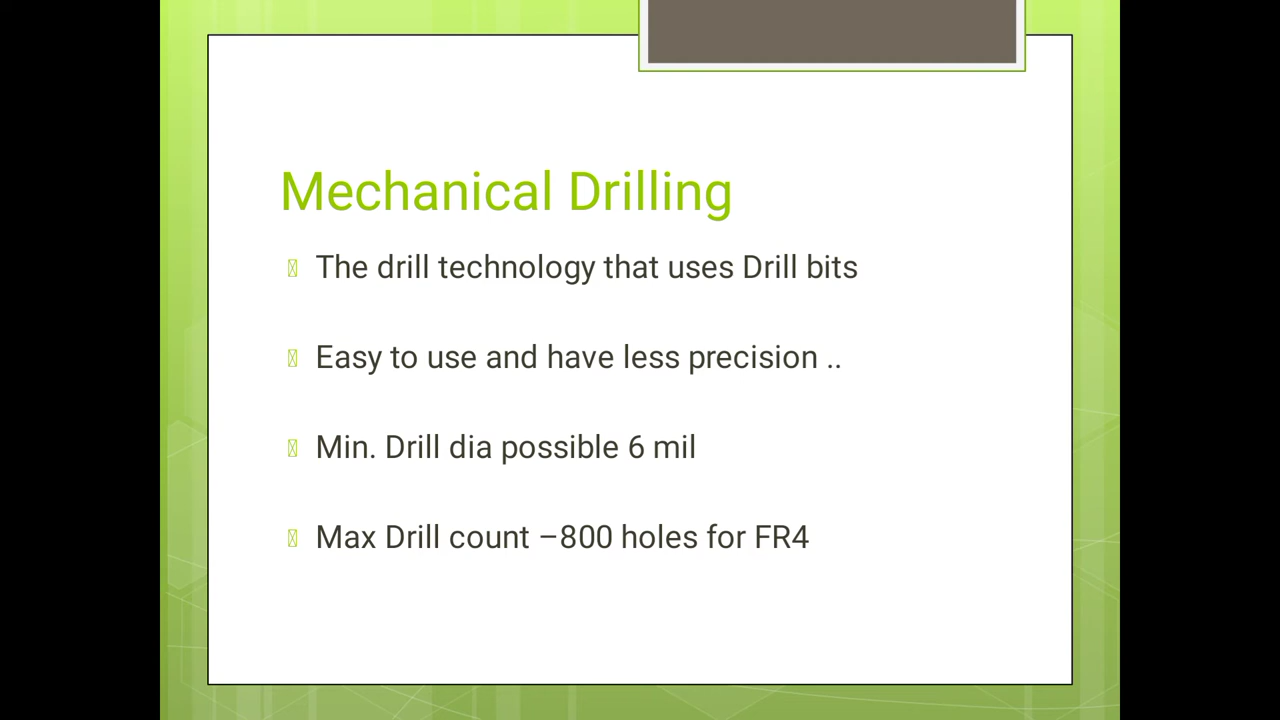 Mechanical Drilling
The drill technology that uses Drill bits
Easy to use and have less precision ..
Min. Drill dia possible 6 mil
Max Drill count –800 holes for FR4